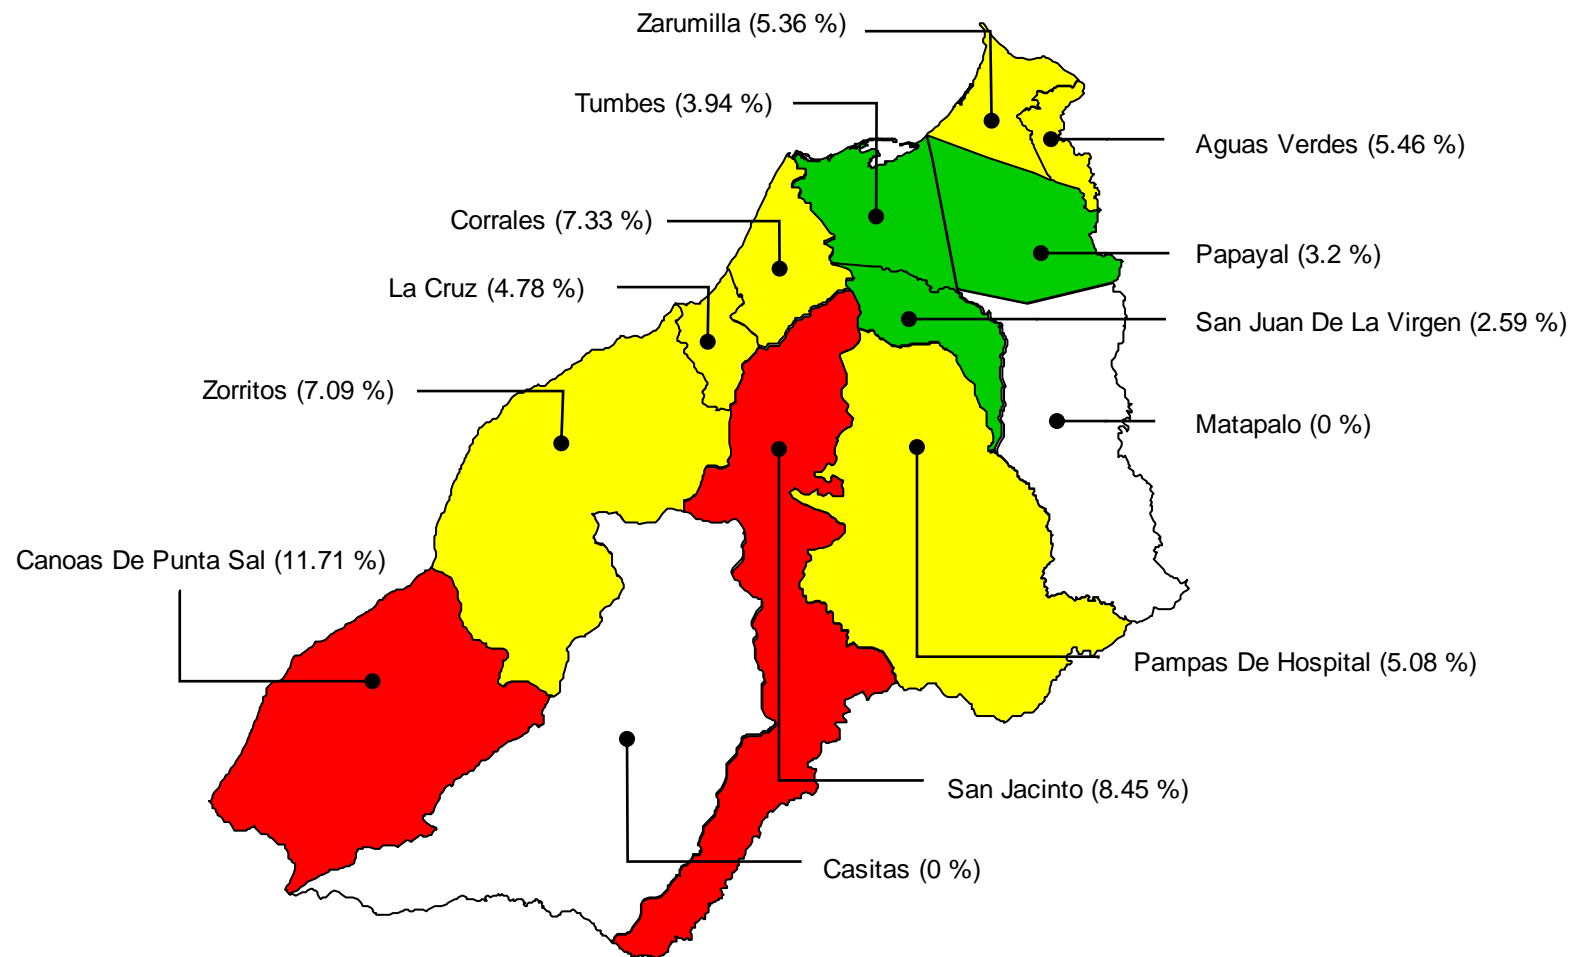 Zarumilla (5.36 %)
Tumbes (3.94 %)
Aguas Verdes (5.46 %)
Corrales (7.33 %)
Papayal (3.2 %)
La Cruz (4.78 %)
San Juan De La Virgen (2.59 %)
Zorritos (7.09 %)
Matapalo (0 %)
Canoas De Punta Sal (11.71 %)
Pampas De Hospital (5.08 %)
San Jacinto (8.45 %)
Casitas (0 %)